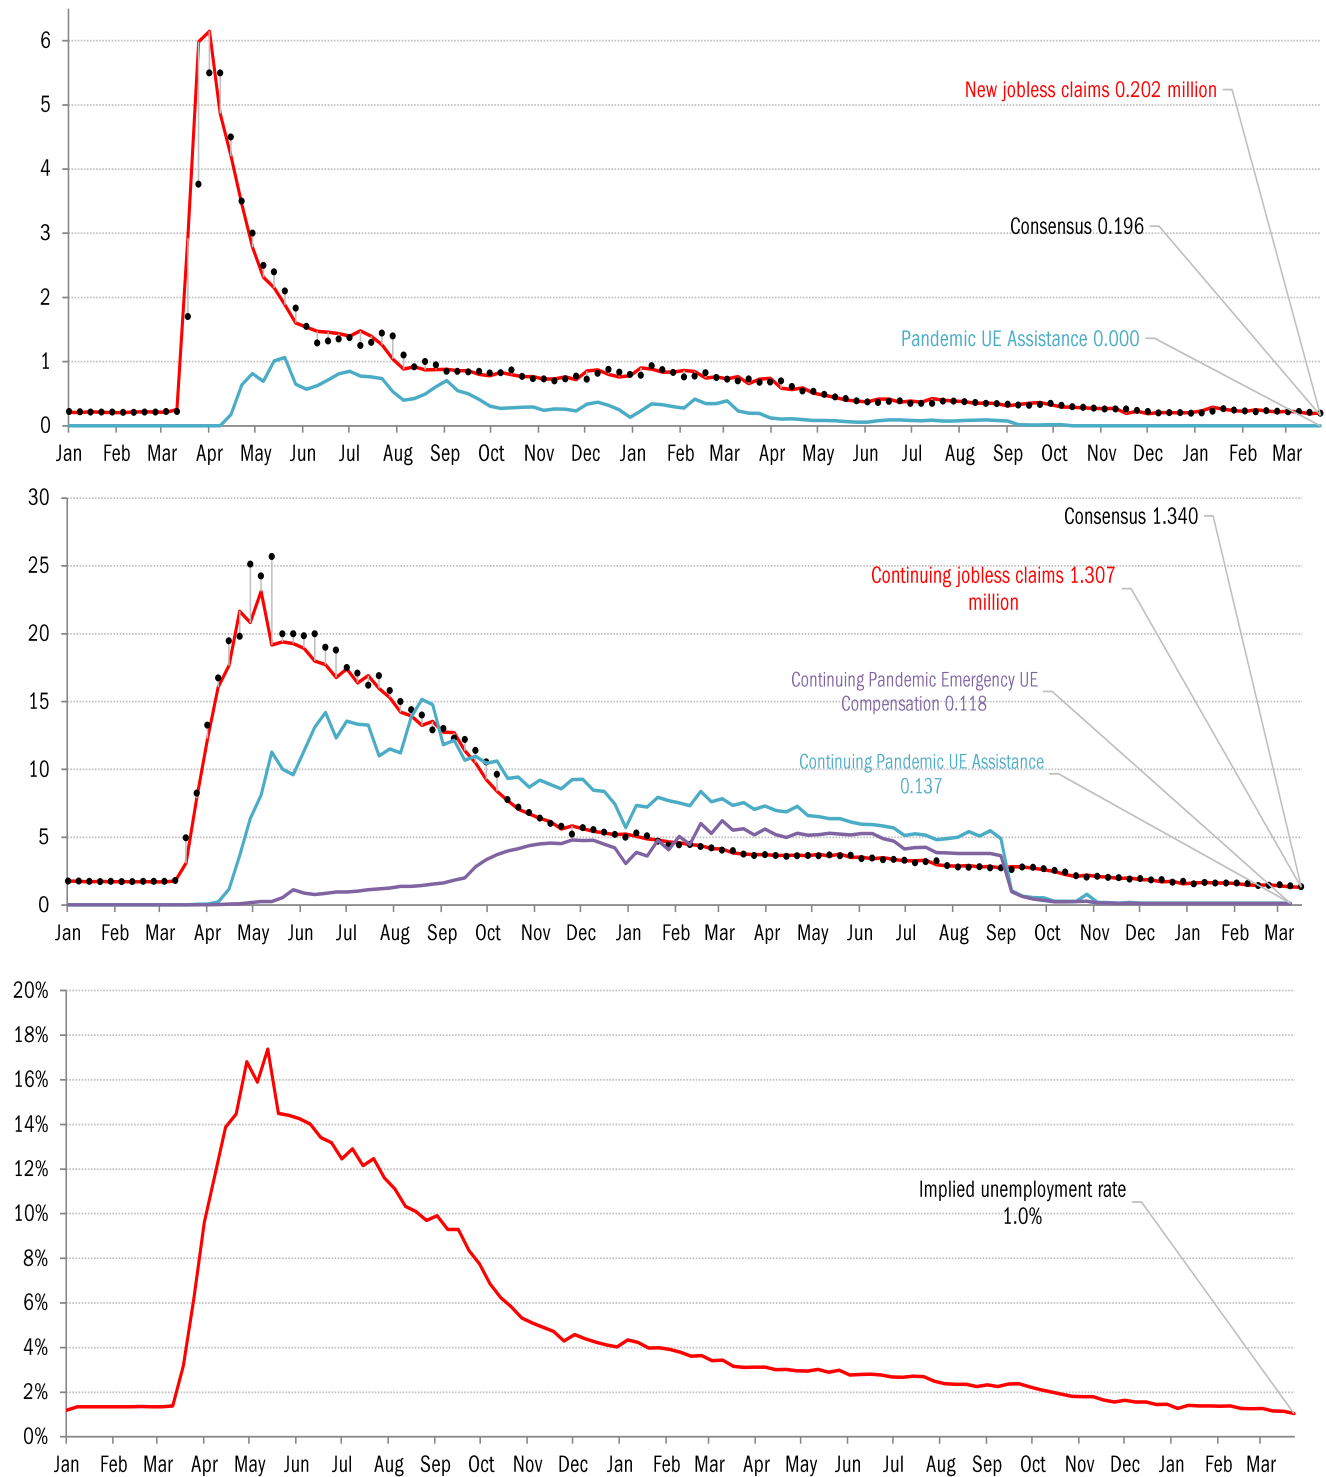 6
New jobless claims 0.202 million
5
4
Consensus 0.196
3
2
Pandemic UE Assistance 0.000
1
0
Jan Feb Mar Apr May Jun Jul Aug Sep Oct Nov Dec Jan Feb Mar Apr May Jun Jul Aug Sep Oct Nov Dec Jan Feb Mar
30
Consensus 1.340
25
Continuing jobless claims 1.307
million
20
Continuing Pandemic Emergency UE
Compensation 0.118
15
Continuing Pandemic UE Assistance
0.137
10
5
0
Jan Feb Mar Apr May Jun Jul Aug Sep Oct Nov Dec Jan Feb Mar Apr May Jun Jul Aug Sep Oct Nov Dec Jan Feb Mar
20%
18%
16%
14%
12%
Implied unemployment rate
1.0%
10%
8%
6%
4%
2%
0%
Jan Feb Mar Apr May Jun Jul Aug Sep Oct Nov Dec Jan Feb Mar Apr May Jun Jul Aug Sep Oct Nov Dec Jan Feb Mar